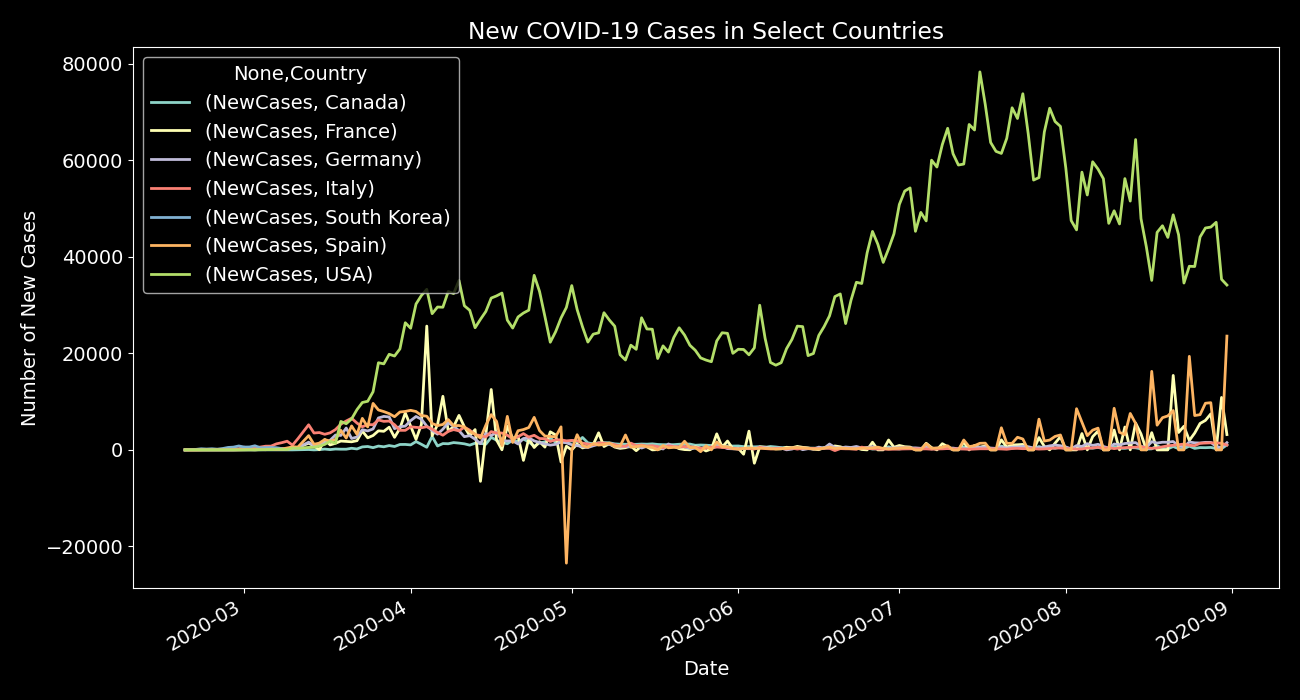 New COVID-19 Cases in Select Countries
80000
60000
40000
20000
0
−20000
Number of New Cases
None,Country
(NewCases, Canada)
(NewCases, France)
(NewCases, Germany)
(NewCases, Italy)
(NewCases, South Korea)
(NewCases, Spain)
(NewCases, USA)
2020-03
2020-04
2020-05
2020-06
2020-07
2020-08
2020-09
Date